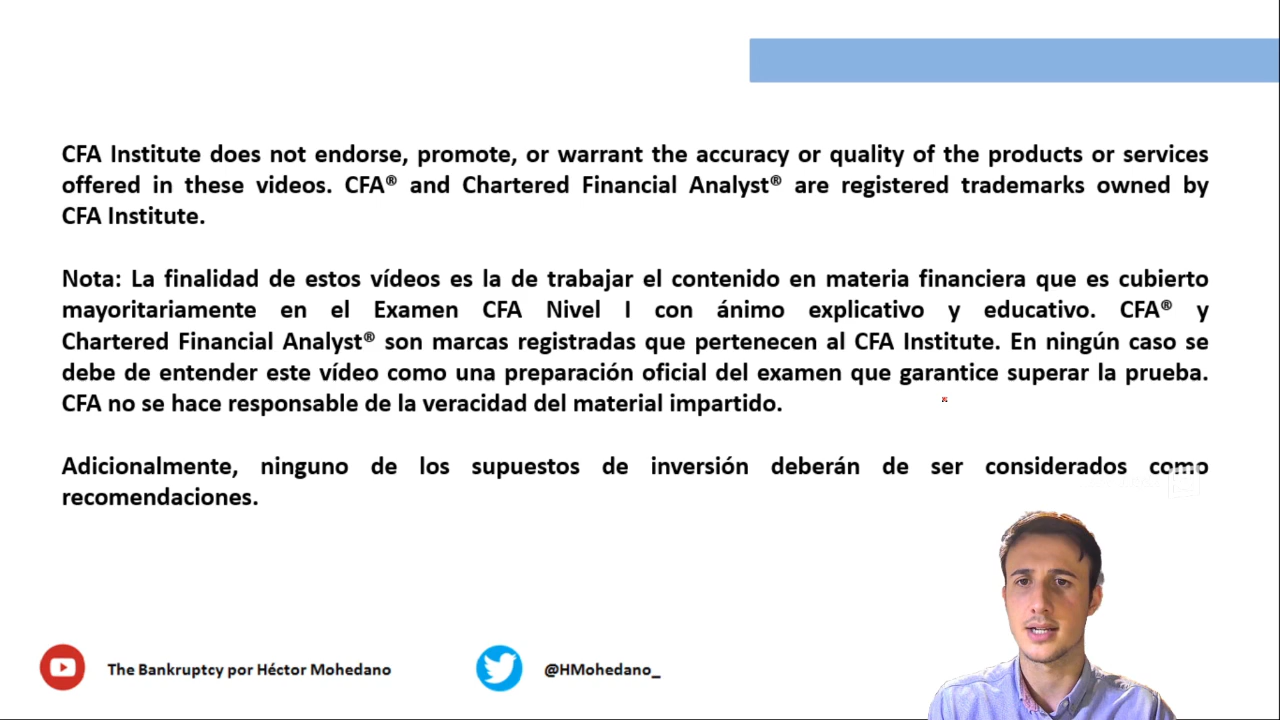 CFA Institute does not endorse, promote, or warrant the accuracy or quality of the products or services
offered in these videos. CFA® and Chartered Financial Analyst® are registered trademarks owned by
CFA Institute.
Nota: La finalidad de estos vídeos es la de trabajar el contenido en materia financiera que es cubierto
mayoritariamente en el Examen CFA Nivel I con ánimo explicativo y educativo. CFA® y
Chartered Financial Analyst® son marcas registradas que pertenecen al CFA Institute. En ningún caso se
debe de entender este vídeo como una preparación oficial del examen que garantice superar la prueba.
CFA no se hace responsable de la veracidad del material impartido.
Adicionalmente, ninguno de los supuestos de inversión deberán de ser considerados como
recomendaciones.
The Bankruptcy por Héctor Mohedano
@HMohedano_